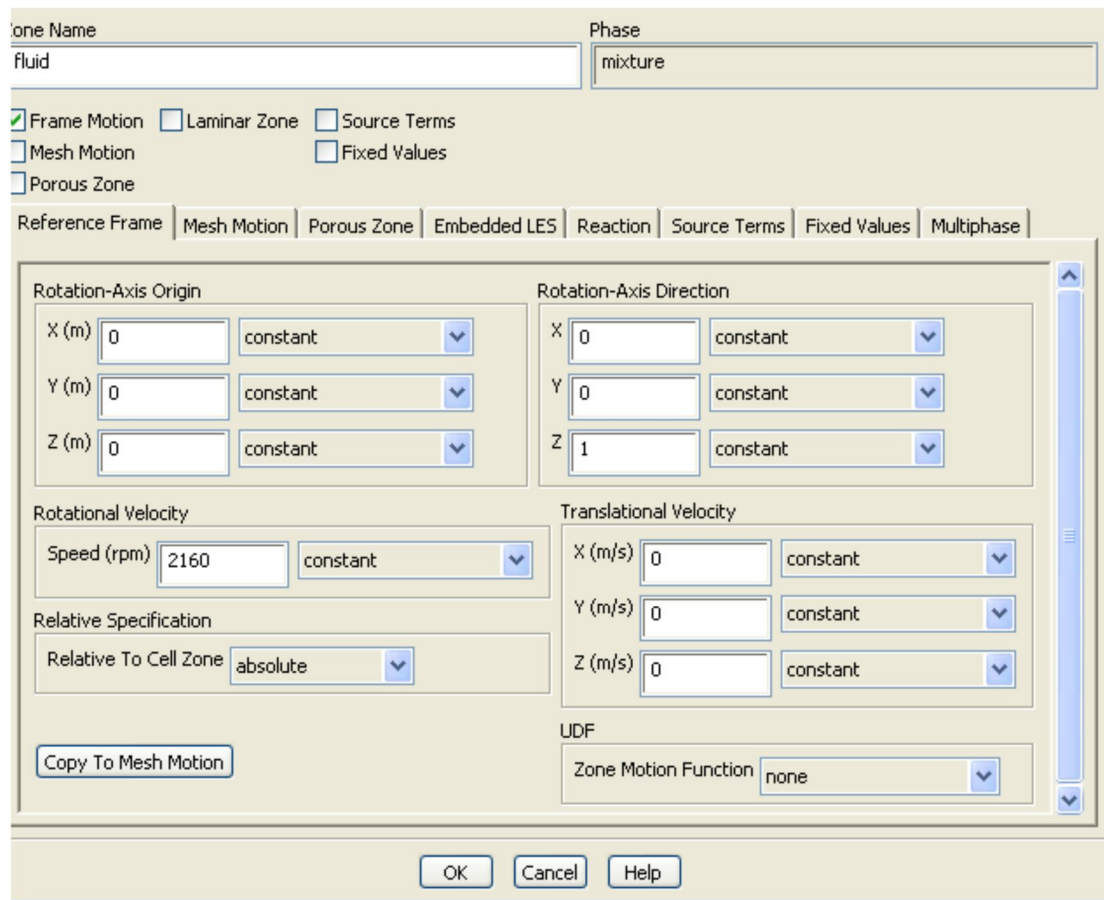 one Name Phase
fluid mixture
Frame Motion Laminar Zone Source Terms
Mesh Motion Fixed Values
Porous Zone
Reference Frame Mesh Motion Porous Zone Embedded LES Reaction Source Terms Fixed Values Multiphase
Rotation-Axis Origin Rotation-Axis Direction
X (m) 0 constant X 0 constant
Y (m) 0 constant Y 0 constant
Z (m) 0 constant Z 1 constant
Rotational Velocity Translational Velocity
Speed (rpm) 2160 constant X (m/s) 0 constant
Y (m/s) 0 constant
Relative Specification
Relative To Cell Zone absolute Z (m/s) 0 constant
UDF
Copy To Mesh Motion Zone Motion Function none
OK Cancel Help